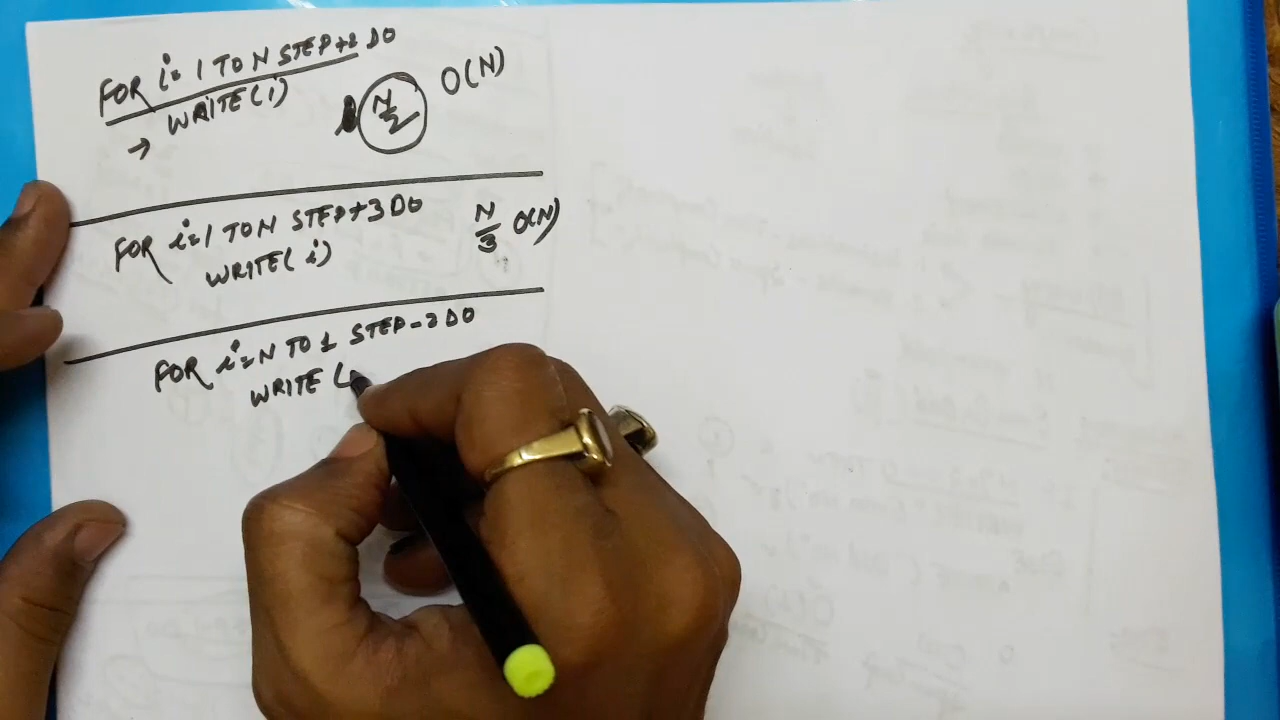 FOR i= 1 TO N STEP+2 DO
WRITE(i)
→ N/2 O(N)
FOR i=1 TO N STEP+3 DO
WRITE(i)
N/3 O(N)
FOR i=N TO 1 STEP-2 DO
WRITE (